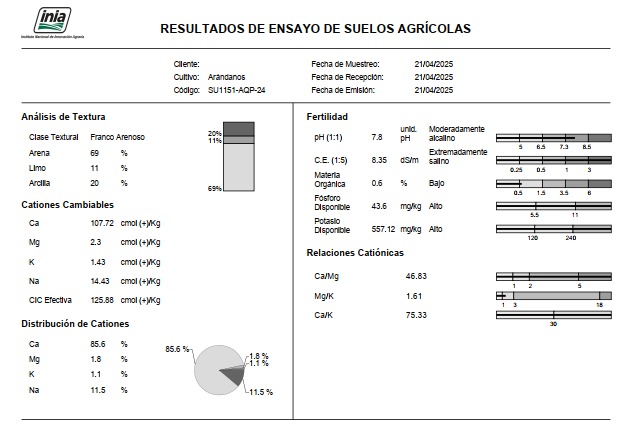 inia
Instituto Nacional de Innovación Agraria
RESULTADOS DE ENSAYO DE SUELOS AGRÍCOLAS
Cliente:
Cultivo: Arándanos
Código: SU1151-AQP-24
Fecha de Muestreo: 21/04/2025
Fecha de Recepción: 21/04/2025
Fecha de Emisión: 21/04/2025
Análisis de Textura
Clase Textural Franco Arenoso
Arena 69 %
Limo 11 %
Arcilla 20 %
20%
11%
69%
Cationes Cambiables
Ca 107.72 cmol (+)/Kg
Mg 2.3 cmol (+)/Kg
K 1.43 cmol (+)/Kg
Na 14.43 cmol (+)/Kg
CIC Efectiva 125.88 cmol (+)/Kg
Distribución de Cationes
Ca 85.6 %
Mg 1.8 %
K 1.1 %
Na 11.5 %
85.6 %
1.8 %
1.1 %
11.5 %
Fertilidad
pH (1:1) 7.8 unid. pH Moderadamente alcalino
5 6.5 7.3 8.5
C.E. (1:5) 8.35 dS/m Extremadamente salino
0.25 0.5 1 3
Materia Orgánica 0.6 % Bajo
0.5 1.5 3.5 6
Fósforo Disponible 43.6 mg/kg Alto
5.5 11
Potasio Disponible 557.12 mg/kg Alto
120 240
Relaciones Catiónicas
Ca/Mg 46.83
1 2 5
Mg/K 1.61
1 3 18
Ca/K 75.33
30